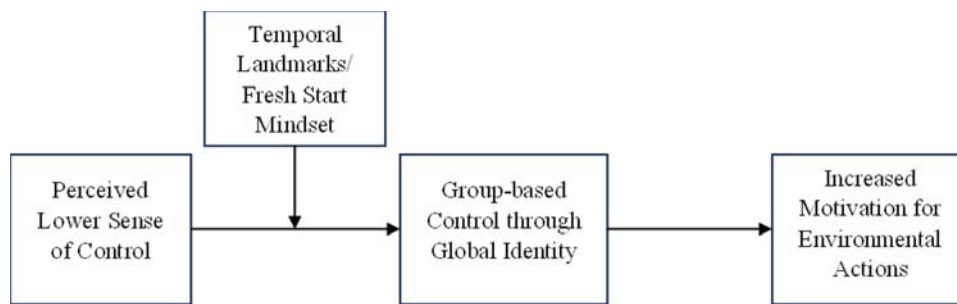 Temporal
Landmarks/
Fresh Start
Mindset
Perceived
Lower Sense
of Control
Group-based
Control through
Global Identity
Increased
Motivation for
Environmental
Actions